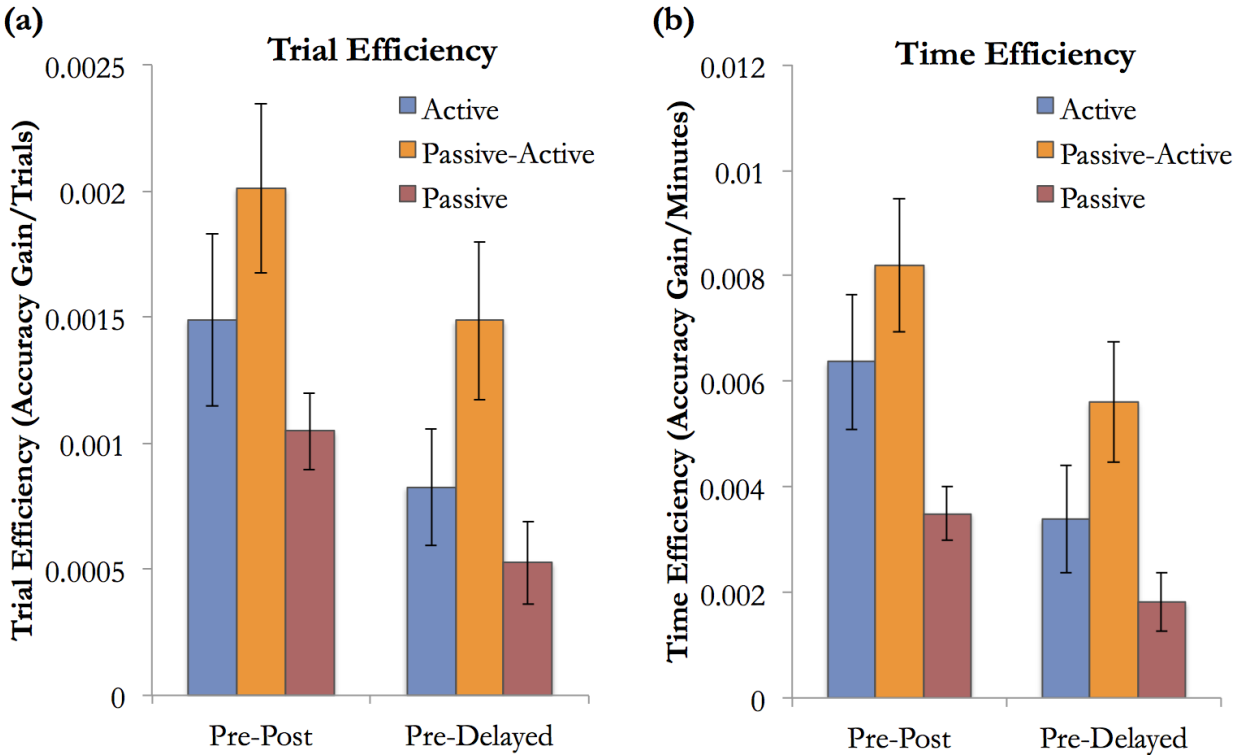 (a)
Trial Efficiency
Trial Efficiency (Accuracy Gain/Trials)
0.0025
0.002
0.0015
0.001
0.0005
0
Active
Passive-Active
Passive
Pre-Post
Pre-Delayed
(b)
Time Efficiency
Time Efficiency (Accuracy Gain/Minutes)
0.012
0.01
0.008
0.006
0.004
0.002
0
Active
Passive-Active
Passive
Pre-Post
Pre-Delayed